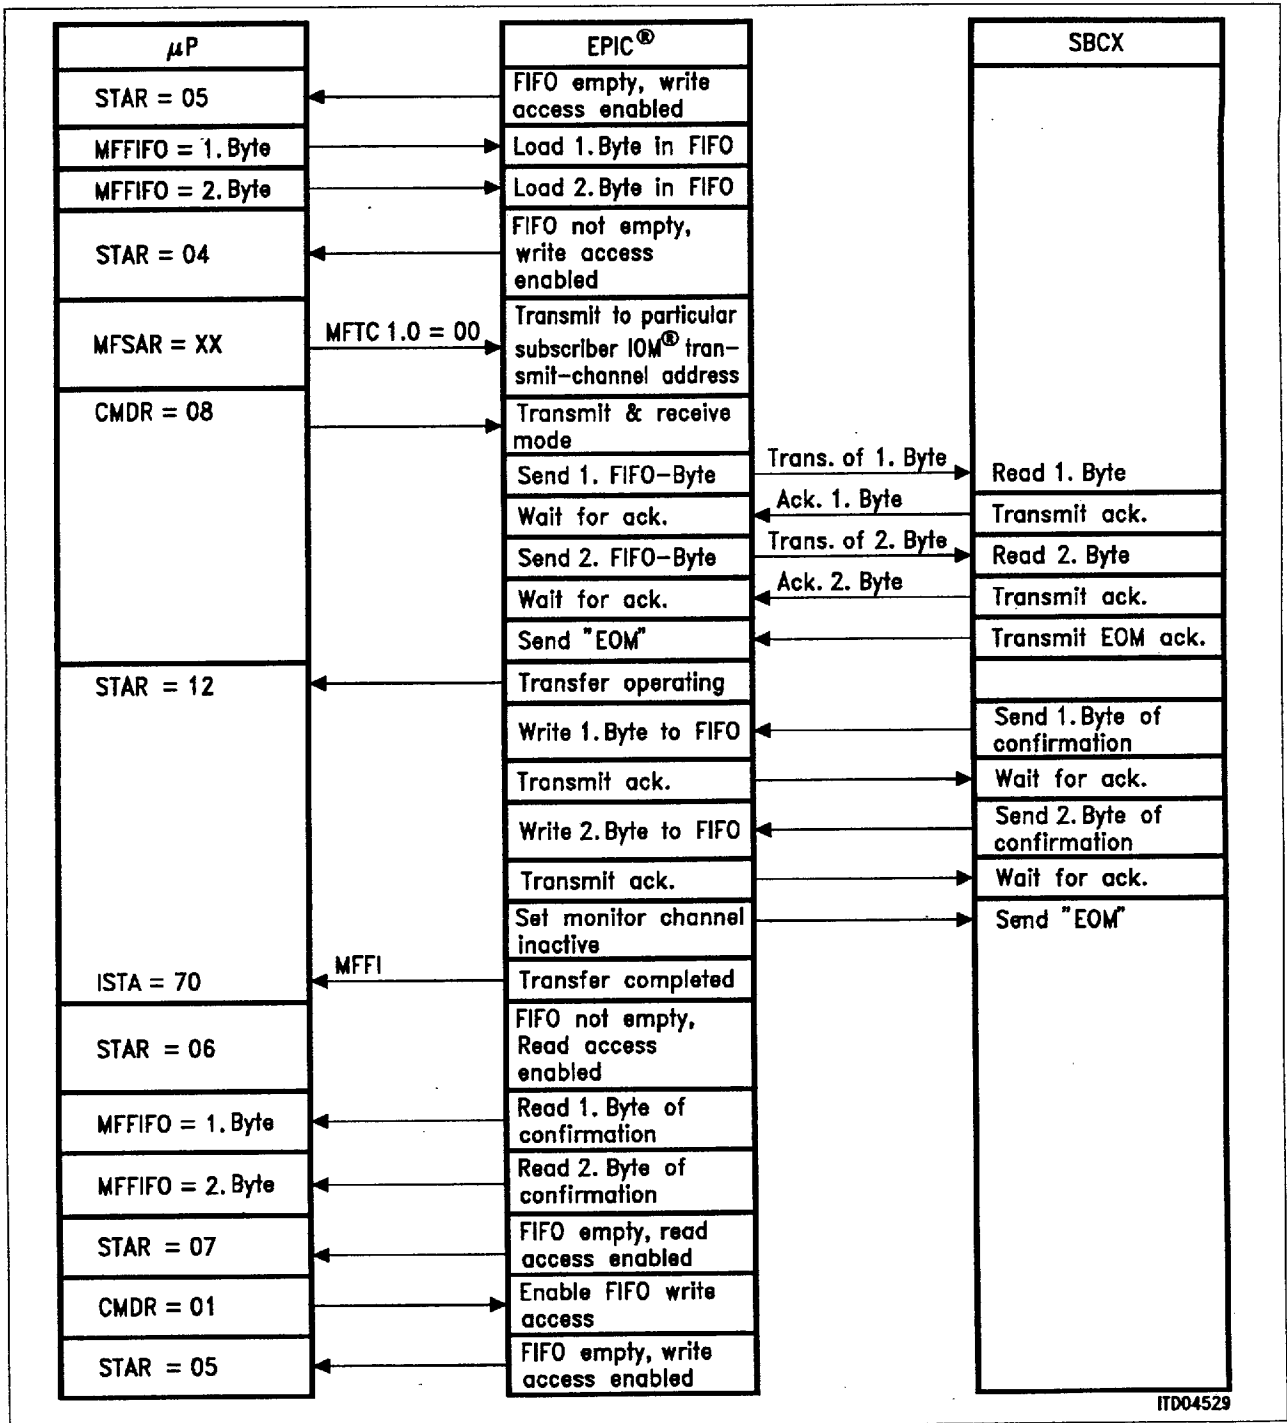 μP
EPIC®
SBCX
STAR = 05
FIFO empty, write
access enabled
MFFIFO = 1. Byte
Load 1. Byte in FIFO
MFFIFO = 2. Byte
Load 2. Byte in FIFO
STAR = 04
FIFO not empty,
write access
enabled
MFSAR = XX
MFTC 1.0 = 00
Transmit to particular
subscriber IOM® tran-
smit-channel address
CMDR = 08
Transmit & receive
mode
Send 1. FIFO-Byte
Trans. of 1. Byte
Read 1. Byte
Wait for ack.
Ack. 1. Byte
Transmit ack.
Send 2. FIFO-Byte
Trans. of 2. Byte
Read 2. Byte
Wait for ack.
Ack. 2. Byte
Transmit ack.
Send "EOM"
Transmit EOM ack.
STAR = 12
Transfer operating
Write 1. Byte to FIFO
Send 1. Byte of
confirmation
Transmit ack.
Wait for ack.
Write 2. Byte to FIFO
Send 2. Byte of
confirmation
Transmit ack.
Wait for ack.
Set monitor channel
inactive
Send "EOM"
ISTA = 70
MFFI
Transfer completed
STAR = 06
FIFO not empty,
Read access
enabled
MFFIFO = 1. Byte
Read 1. Byte of
confirmation
MFFIFO = 2. Byte
Read 2. Byte of
confirmation
STAR = 07
FIFO empty, read
access enabled
CMDR = 01
Enable FIFO write
access
STAR = 05
FIFO empty, write
access enabled
ITD04529